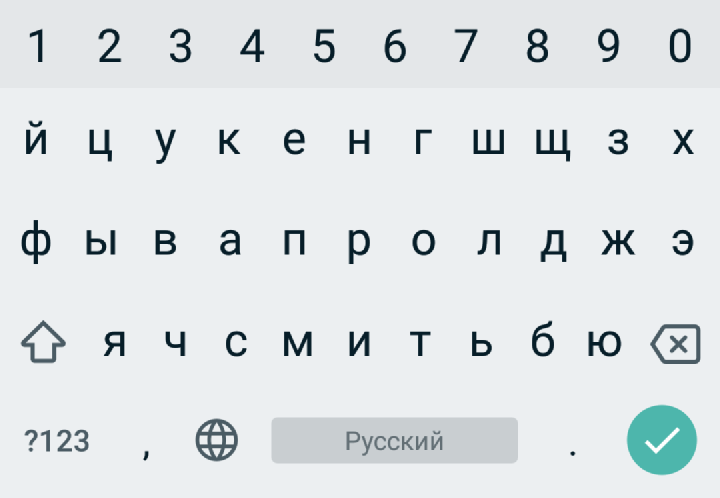 1 2 3 4 5 6 7 8 9 0
й ц у к е н г ш щ з х
ф ы в а п р о л д ж э
я ч с м и т ь б ю
?123 , Русский .